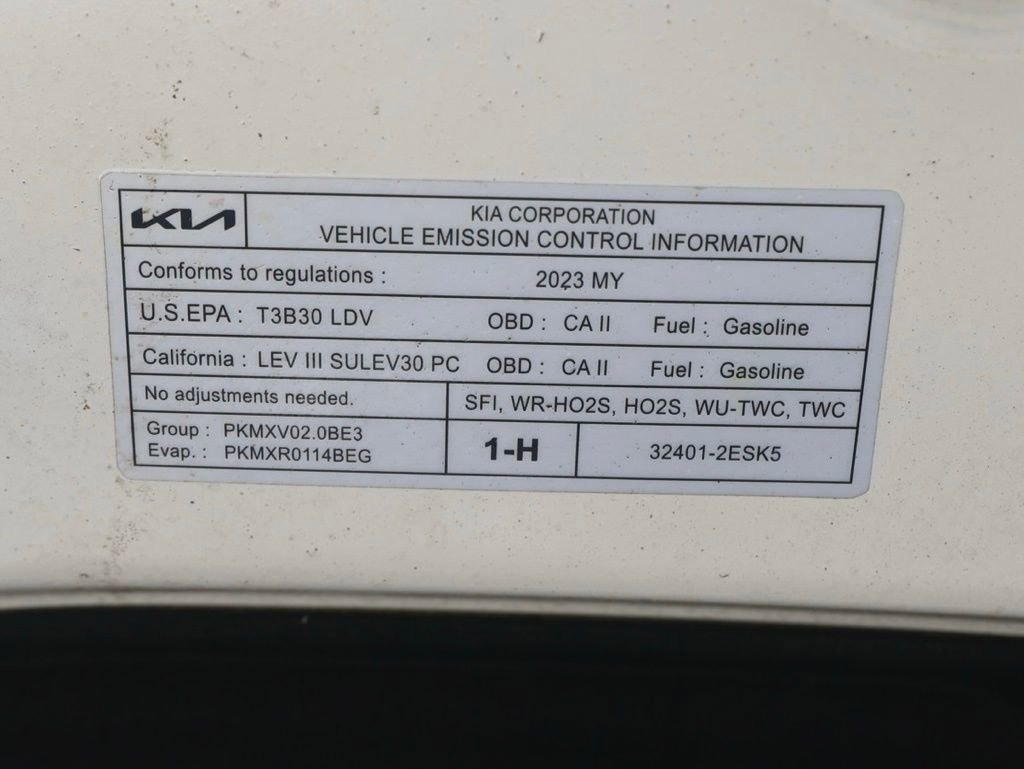 KIA
KIA CORPORATION
VEHICLE EMISSION CONTROL INFORMATION
Conforms to regulations : 2023 MY
U.S.EPA : T3B30 LDV OBD : CA II Fuel : Gasoline
California : LEV III SULEV30 PC OBD : CA II Fuel : Gasoline
No adjustments needed.
SFI, WR-HO2S, HO2S, WU-TWC, TWC
Group : PKMXV02.0BE3
Evap. : PKMXR0114BEG
1-H
32401-2ESK5